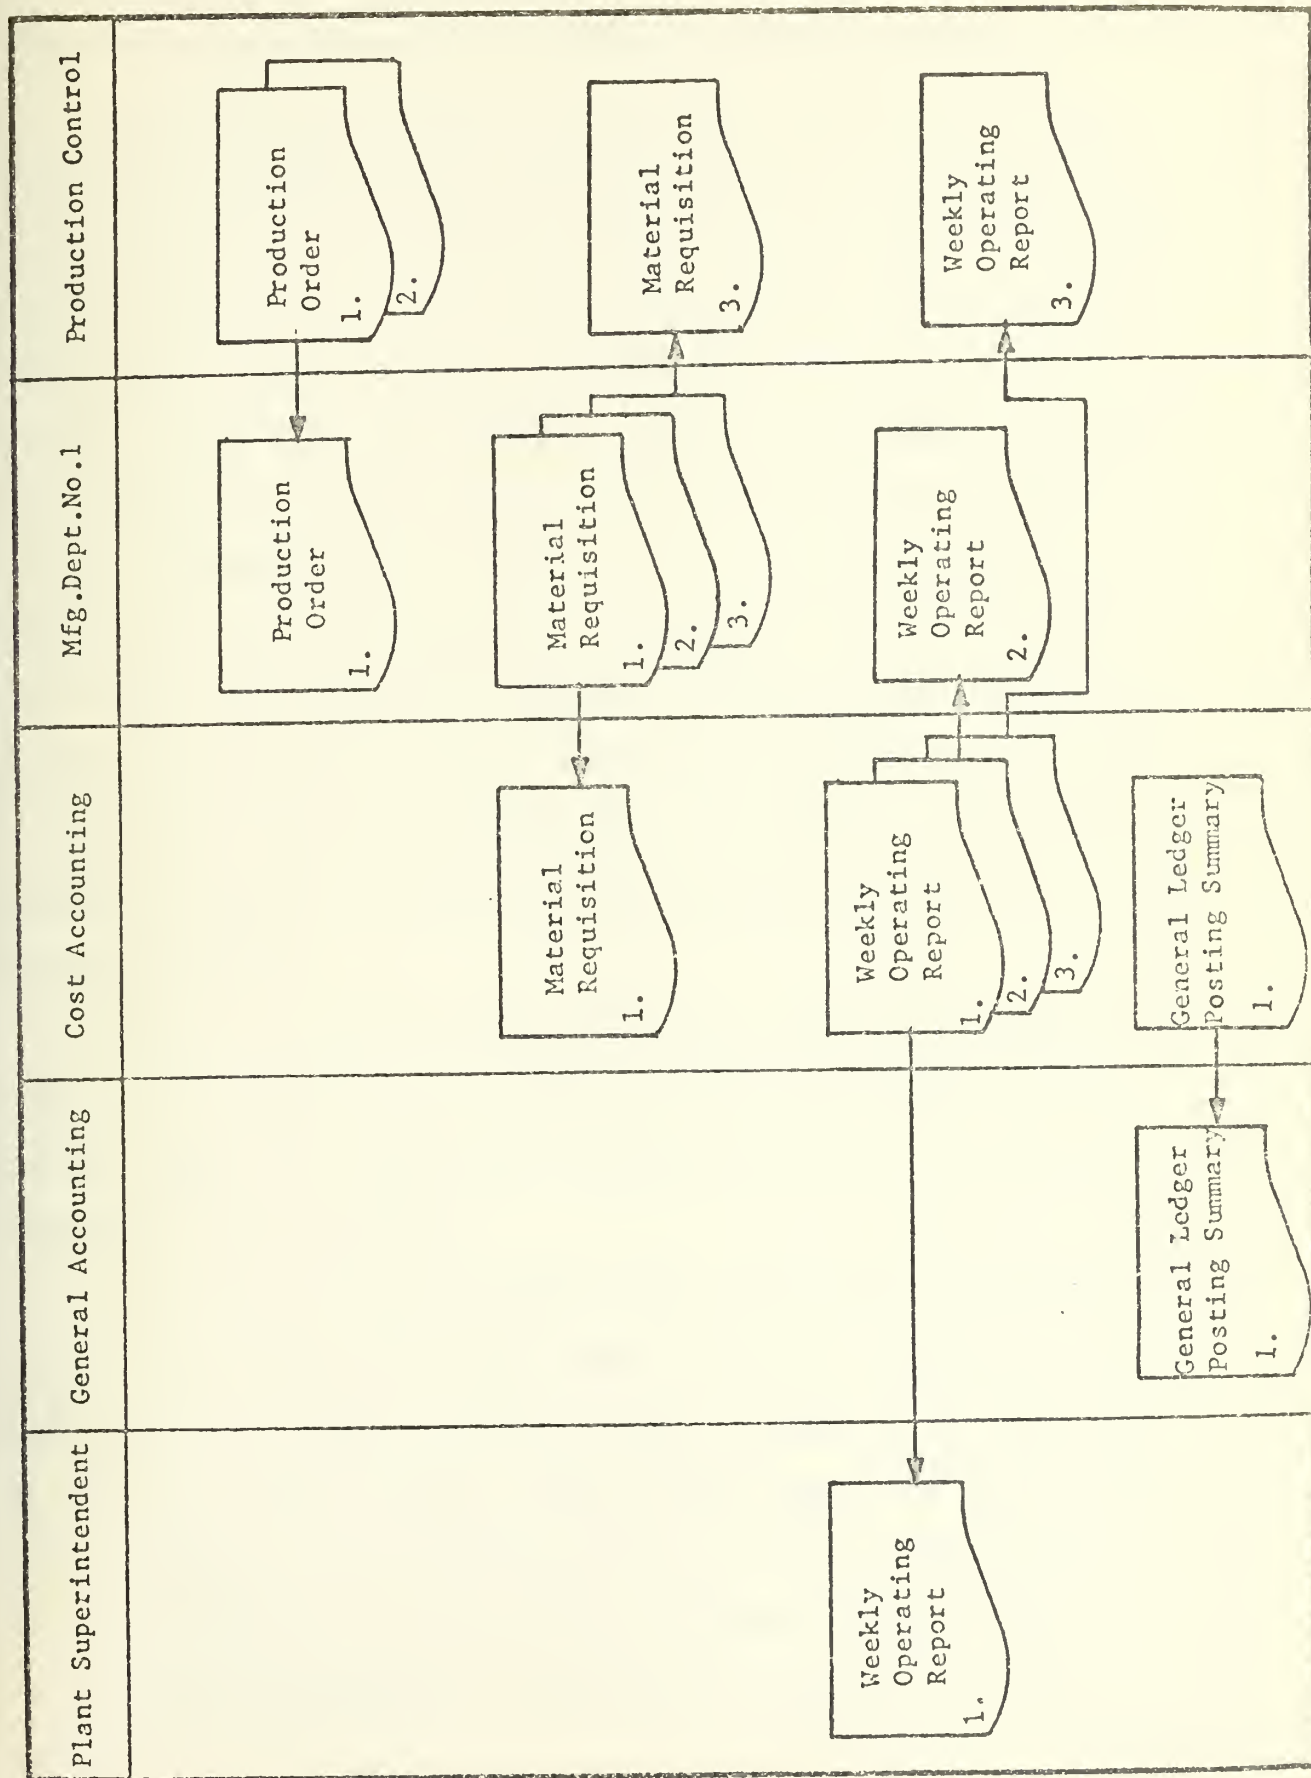 Plant Superintendent
General Accounting
Cost Accounting
Mfg.Dept.No.1
Production Control
Production
Order
1.
Production
Order
1.
2.
Material
Requisition
1.
Material
Requisition
1.
2.
3.
Material
Requisition
3.
Weekly
Operating
Report
1.
Weekly
Operating
Report
1.
2.
3.
Weekly
Operating
Report
2.
Weekly
Operating
Report
3.
General Ledger
Posting Summary
1.
General Ledger
Posting Summary
1.